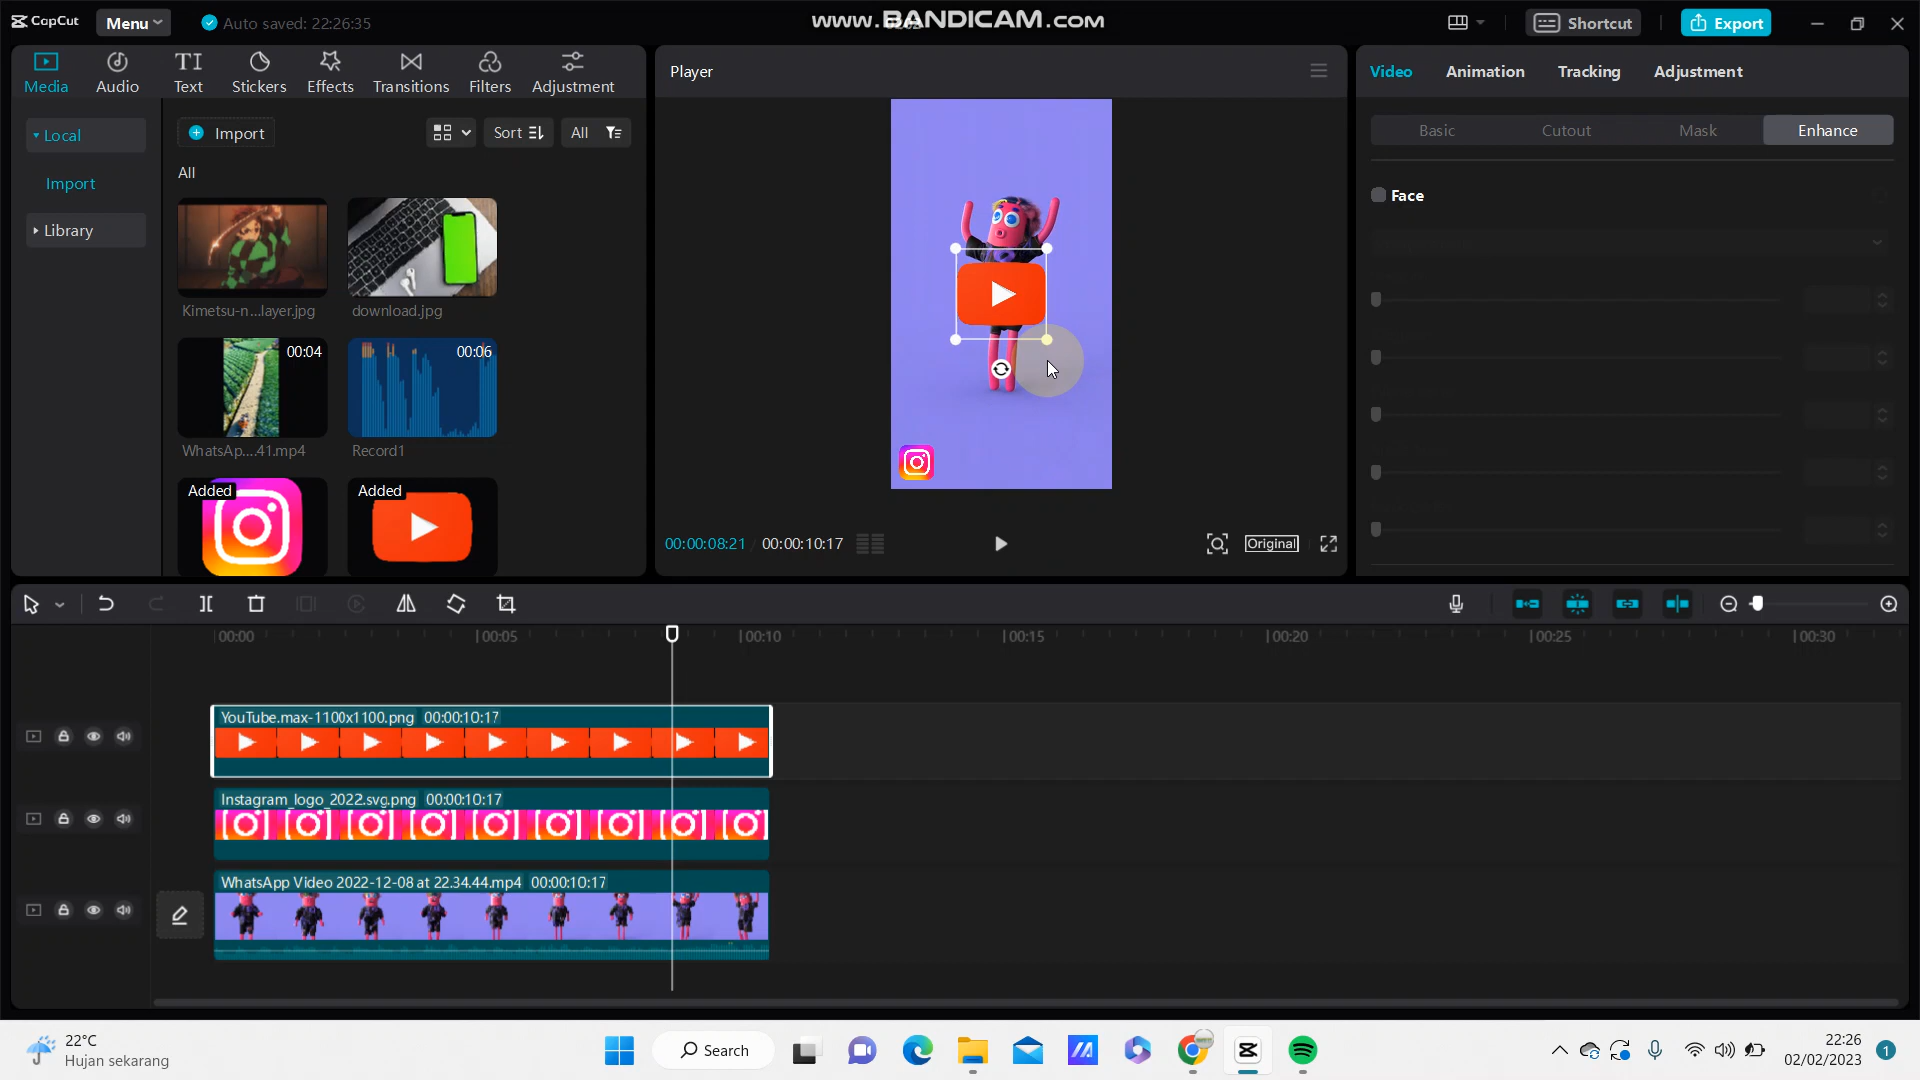 CapCut
Menu
Auto saved: 22:26:35
www.BANDICAM.com
Shortcut
Export
Media
Audio
TI
Text
Stickers
Effects
Transitions
Filters
Adjustment
Player
Video
Animation
Tracking
Adjustment
Local
Import
Library
Import
Sort
All
All
Kimetsu-n...layer.jpg
download.jpg
00:04
WhatsAp....41.mp4
00:06
Record1
Added
Added
00:00:08:21
00:00:10:17
Original
Basic
Cutout
Mask
Enhance
Face
00:00
00:05
00:10
00:15
00:20
00:25
00:30
YouTube.max-1100x1100.png 00:00:10:17
Instagram_logo_2022.svg.png 00:00:10:17
WhatsApp Video 2022-12-08 at 22.34.44.mp4 00:00:10:17
22°C
Hujan sekarang
Search
22:26
02/02/2023
1